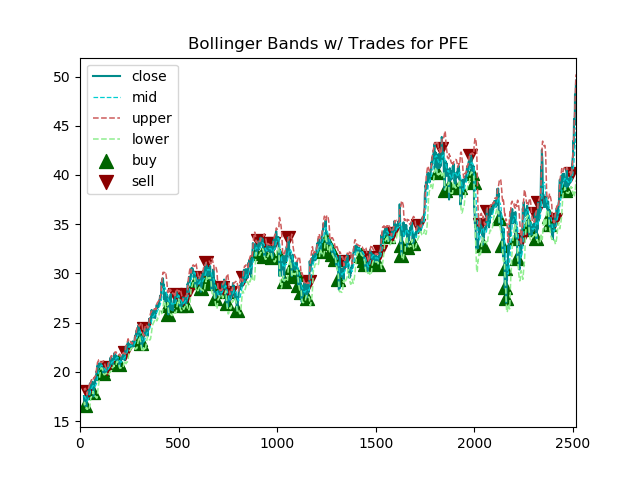 Bollinger Bands w/ Trades for PFE
close
mid
upper
lower
buy
sell
50
45
40
35
30
25
20
15
0 500 1000 1500 2000 2500